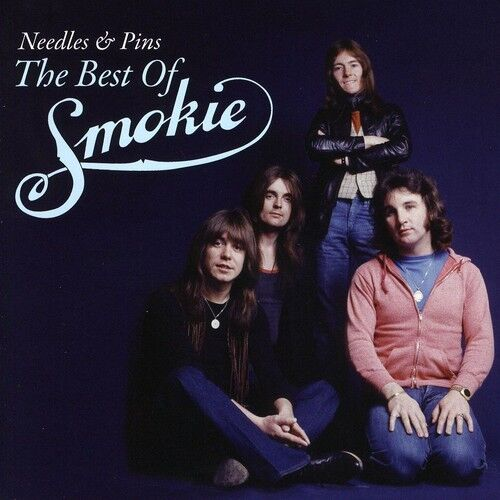 Needles & Pins
The Best Of
Smokie